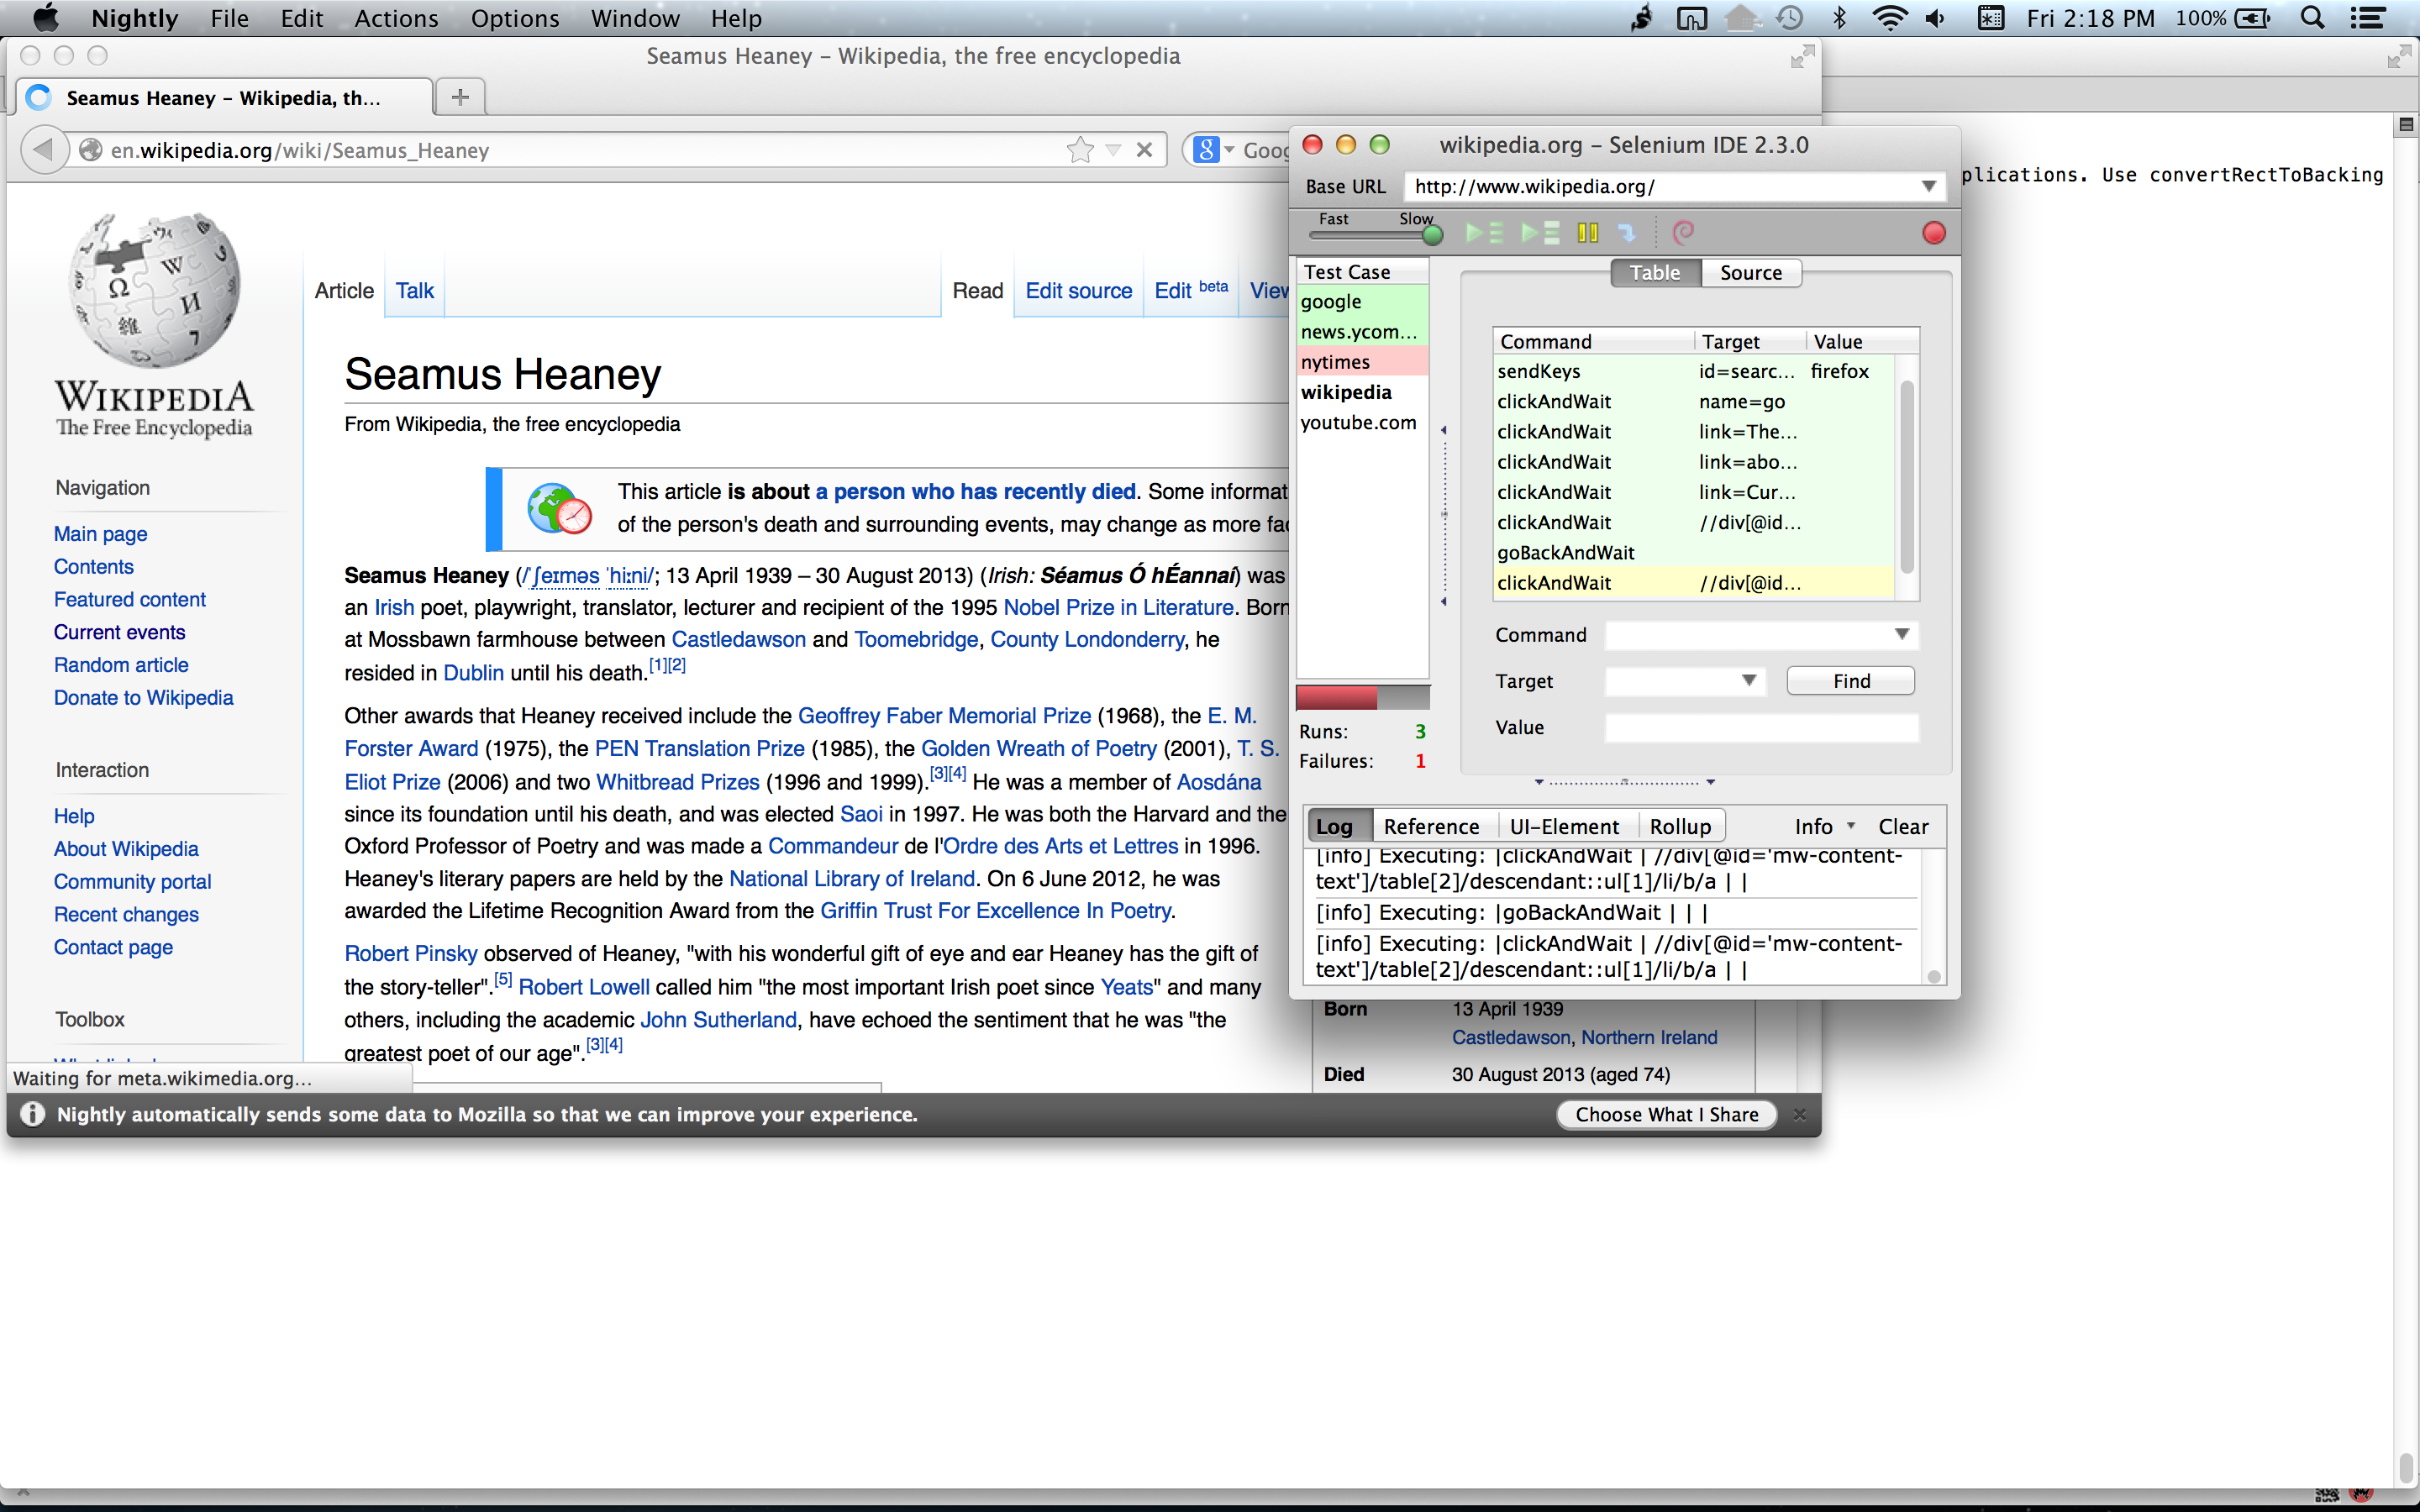 Nightly File Edit Actions Options Window Help
Fri 2:18 PM 100%
Seamus Heaney – Wikipedia, the free encyclopedia
Seamus Heaney – Wikipedia, th...
en.wikipedia.org/wiki/Seamus_Heaney
WIKIPEDIA
The Free Encyclopedia
Navigation
Main page
Contents
Featured content
Current events
Random article
Donate to Wikipedia
Interaction
Help
About Wikipedia
Community portal
Recent changes
Contact page
Toolbox
Article Talk Read Edit source Edit beta
Seamus Heaney
From Wikipedia, the free encyclopedia
This article is about a person who has recently died. Some
of the person's death and surrounding events, may change as more
Seamus Heaney (/ˈʃeɪməs ˈhiːni/; 13 April 1939 – 30 August 2013) (Irish: Séamus Ó hÉannaí) was
an Irish poet, playwright, translator, lecturer and recipient of the 1995 Nobel Prize in Literature. Born
at Mossbawn farmhouse between Castledawson and Toomebridge, County Londonderry, he
resided in Dublin until his death.[1][2]
Other awards that Heaney received include the Geoffrey Faber Memorial Prize (1968), the E. M.
Forster Award (1975), the PEN Translation Prize (1985), the Golden Wreath of Poetry (2001), T. S.
Eliot Prize (2006) and two Whitbread Prizes (1996 and 1999).[3][4] He was a member of Aosdána
since its foundation until his death, and was elected Saoi in 1997. He was both the Harvard and the
Oxford Professor of Poetry and was made a Commandeur de l'Ordre des Arts et Lettres in 1996.
Heaney's literary papers are held by the National Library of Ireland. On 6 June 2012, he was
awarded the Lifetime Recognition Award from the Griffin Trust For Excellence In Poetry.
Robert Pinsky observed of Heaney, "with his wonderful gift of eye and ear Heaney has the gift of
the story-teller".[5] Robert Lowell called him "the most important Irish poet since Yeats" and many
others, including the academic John Sutherland, have echoed the sentiment that he was "the
greatest poet of our age".[3][4]
Born 13 April 1939
Castledawson, Northern Ireland
Died 30 August 2013 (aged 74)
Waiting for meta.wikimedia.org...
Nightly automatically sends some data to Mozilla so that we can improve your experience.
Choose What I Share
wikipedia.org – Selenium IDE 2.3.0
Base URL http://www.wikipedia.org/
Fast Slow
Test Case
google
news.ycom...
nytimes
wikipedia
youtube.com
Runs: 3
Failures: 1
Table Source
Command Target Value
sendKeys id=searc... firefox
clickAndWait name=go
clickAndWait link=The...
clickAndWait link=abo...
clickAndWait link=Cur...
clickAndWait //div[@id...
goBackAndWait
clickAndWait //div[@id...
Command
Target Find
Value
Log Reference UI-Element Rollup Info Clear
[info] Executing: |clickAndWait | //div[@id='mw-content-
text']/table[2]/descendant::ul[1]/li/b/a | |
[info] Executing: |goBackAndWait | | |
[info] Executing: |clickAndWait | //div[@id='mw-content-
text']/table[2]/descendant::ul[1]/li/b/a | |
plications. Use convertRectToBacking